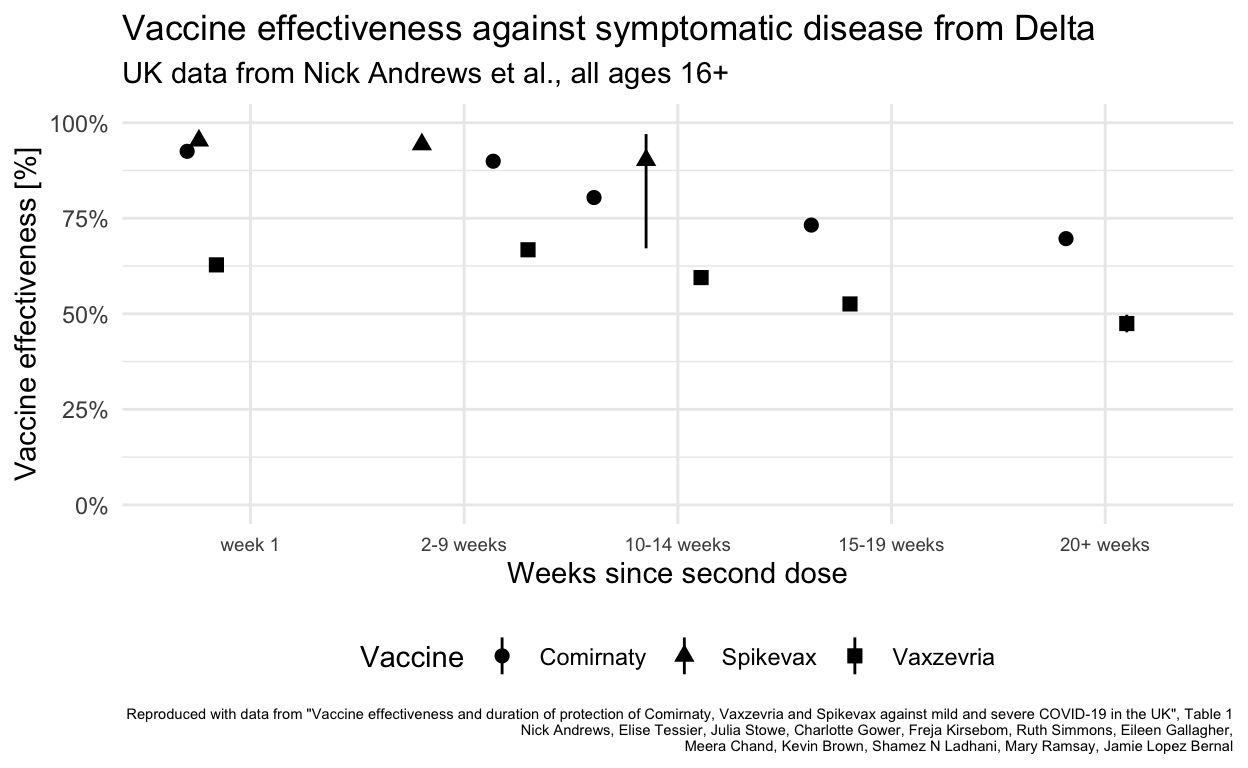 Vaccine effectiveness against symptomatic disease from Delta
UK data from Nick Andrews et al., all ages 16+
Vaccine effectiveness [%]
100%
75%
50%
25%
0%
week 1
2-9 weeks
10-14 weeks
15-19 weeks
20+ weeks
Weeks since second dose
Vaccine
Comirnaty
Spikevax
Vaxzevria
Reproduced with data from "Vaccine effectiveness and duration of protection of Comirnaty, Vaxzevria and Spikevax against mild and severe COVID-19 in the UK", Table 1
Nick Andrews, Elise Tessier, Julia Stowe, Charlotte Gower, Freja Kirsebom, Ruth Simmons, Eileen Gallagher,
Meera Chand, Kevin Brown, Shamez N Ladhani, Mary Ramsay, Jamie Lopez Bernal